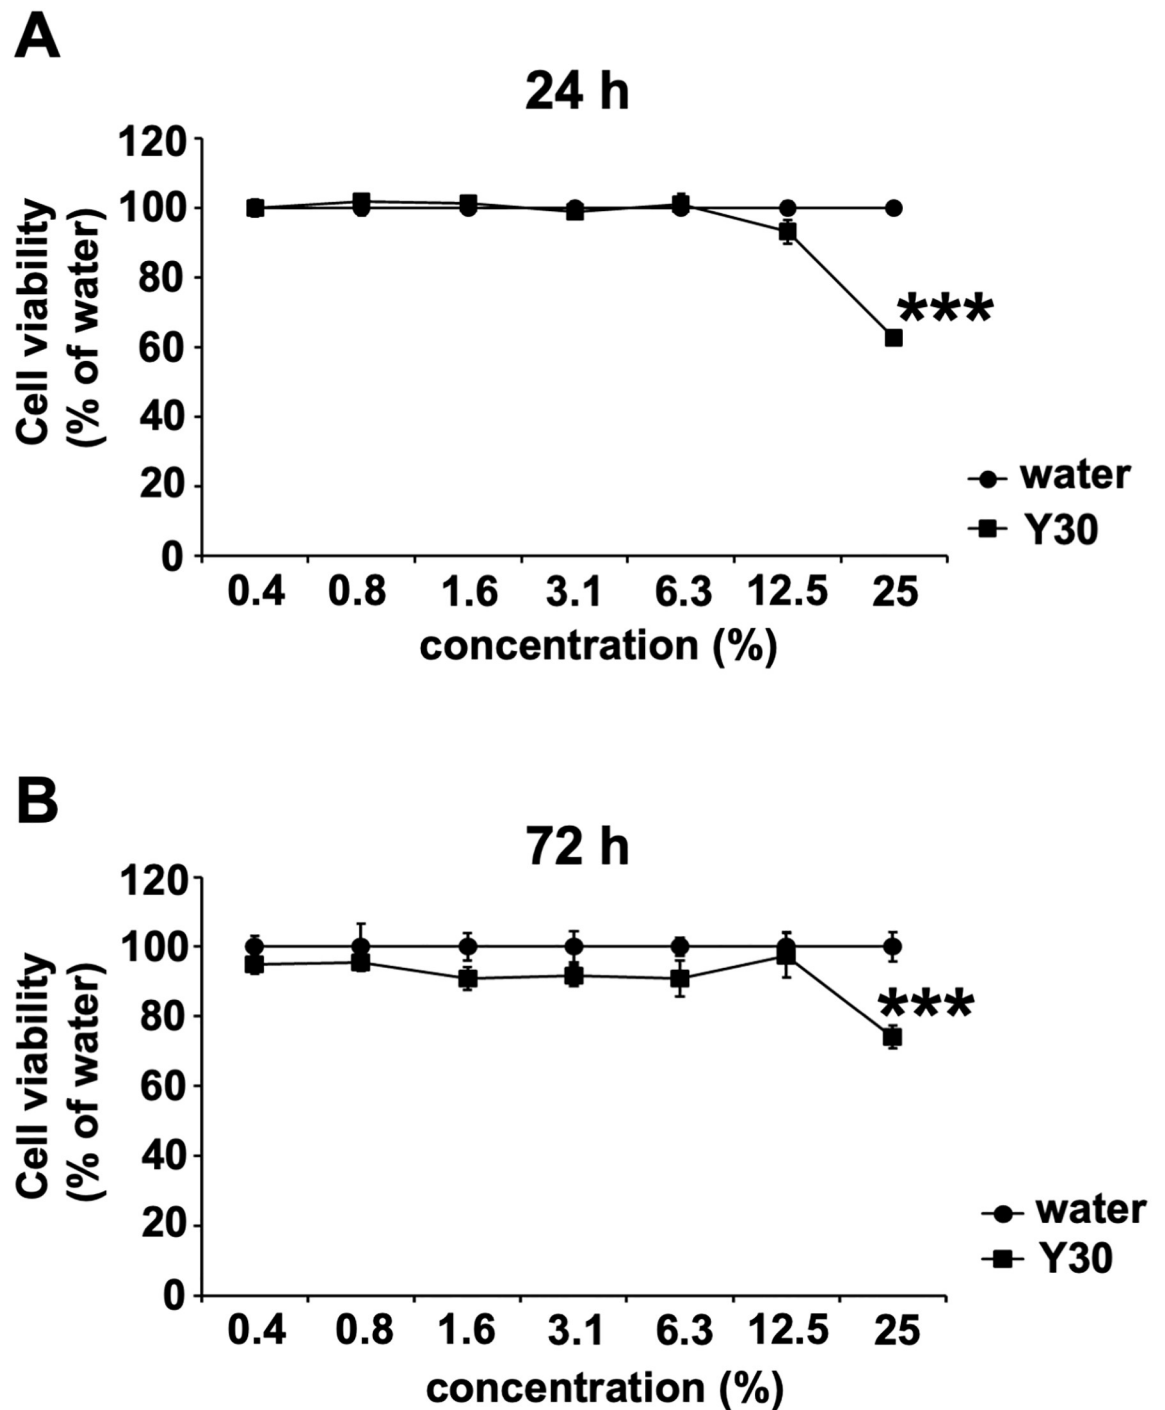 A
24 h
120
100
80
60
40
20
0
Cell viability
(% of water)
***
water
Y30
0.4 0.8 1.6 3.1 6.3 12.5 25
concentration (%)
B
72 h
120
100
80
60
40
20
0
Cell viability
(% of water)
***
water
Y30
0.4 0.8 1.6 3.1 6.3 12.5 25
concentration (%)